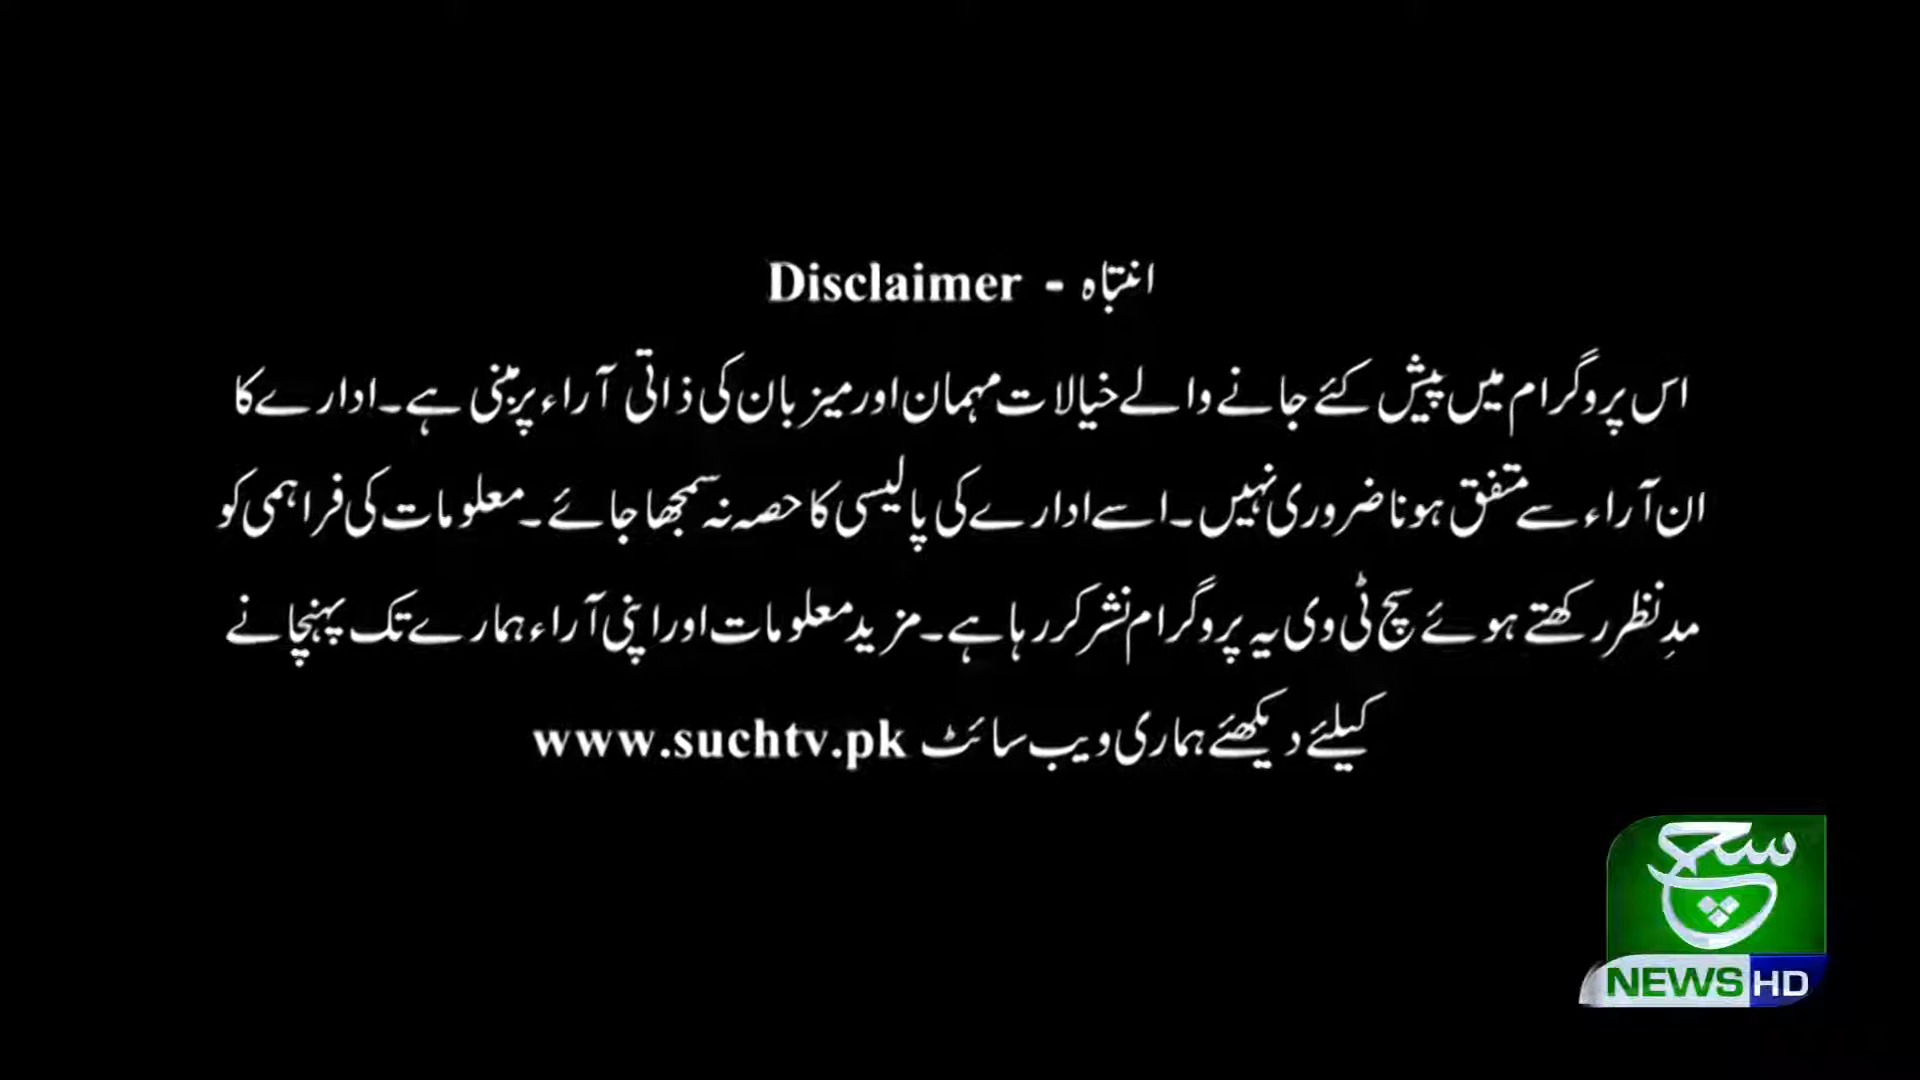 انتباہ - Disclaimer
اس پروگرام میں پیش کئے جانے والے خیالات مہمان اور میزبان کی ذاتی آراء پر مبنی ہے۔ ادارے کا
ان آراء سے متفق ہونا ضروری نہیں۔ اسے ادارے کی پالیسی کا حصہ نہ سمجھا جائے۔ معلومات کی فراہمی کو
مدِنظر رکھتے ہوئے سچ ٹی وی یہ پروگرام نشر کر رہا ہے۔ مزید معلومات اور اپنی آراء ہمارے تک پہنچانے
کیلئے دیکھئے ہماری ویب سائٹ www.suchtv.pk
سچ
NEWS HD